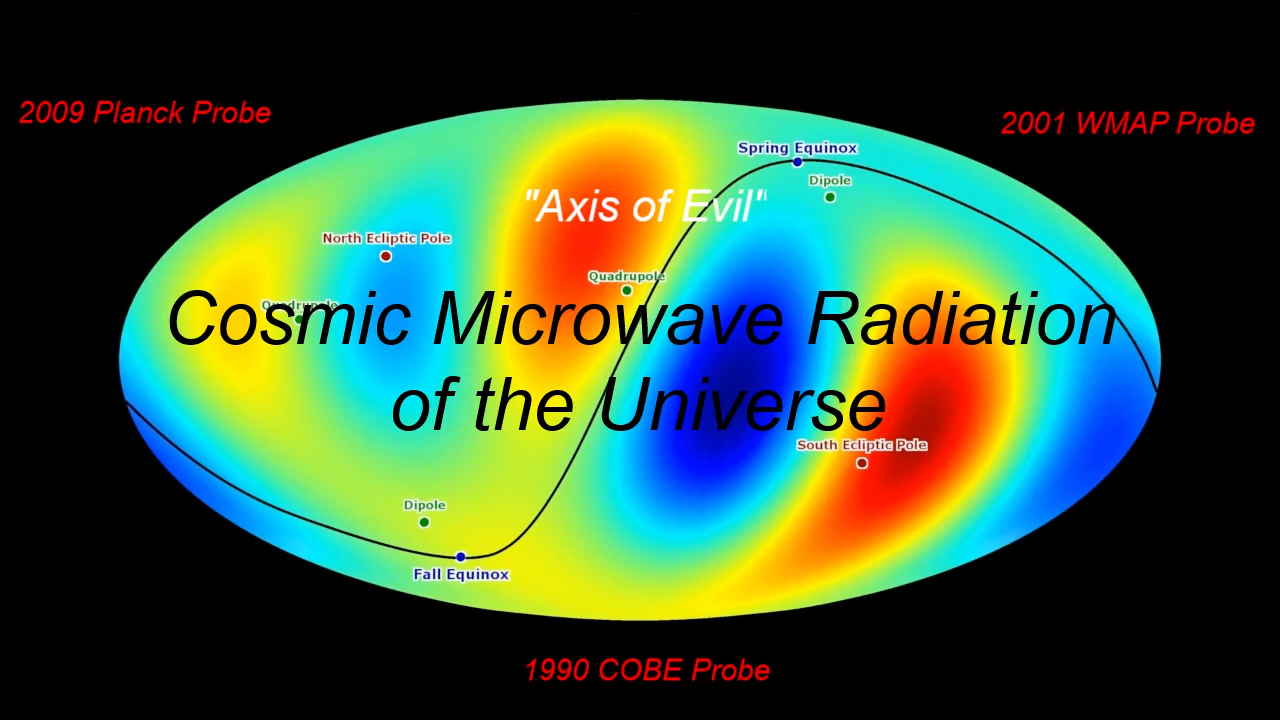 2009 Planck Probe
2001 WMAP Probe
Spring Equinox
Dipole
"Axis of Evil"
North Ecliptic Pole
Quadrupole
Quadrupole
Cosmic Microwave Radiation
of the Universe
South Ecliptic Pole
Dipole
Fall Equinox
1990 COBE Probe